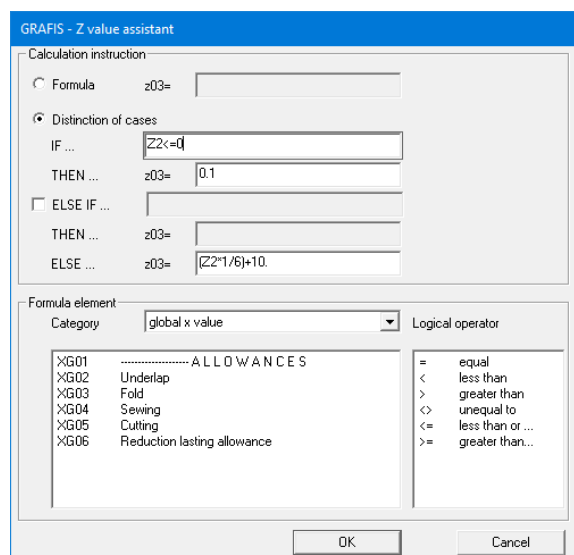 GRAFIS - Z value assistant
Calculation instruction
Formula z03=
Distinction of cases
IF ... Z2<=0
THEN ... z03= 0.1
ELSE IF ...
THEN ... z03=
ELSE ... z03= (Z2*1/6)+10.
Formula element
Category global x value Logical operator
XG01 ------------------- A L L O W A N C E S
XG02 Underlap
XG03 Fold
XG04 Sewing
XG05 Cutting
XG06 Reduction lasting allowance
= equal
< less than
> greater than
<> unequal to
<= less than or ...
>= greater than...
OK Cancel